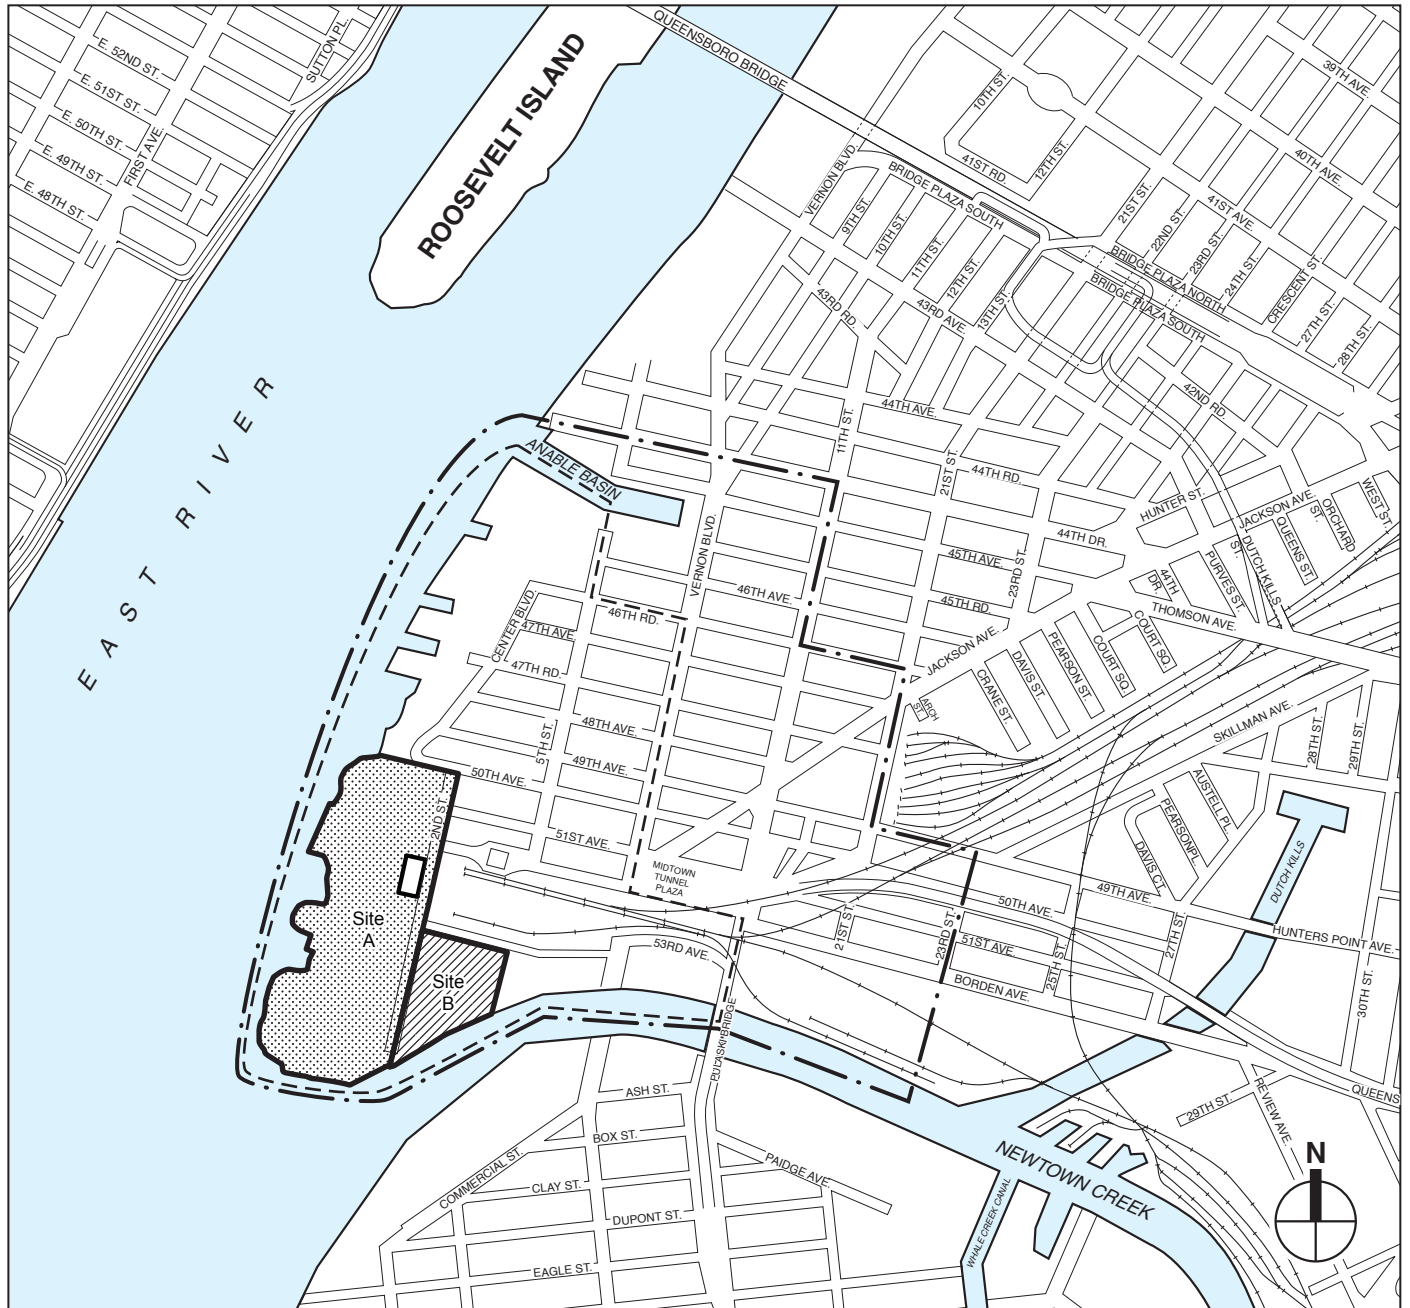 QUEENSBORO BRIDGE
SUTTON PL.
E. 52ND ST.
E. 51ST ST.
E. 50TH ST.
E. 49TH ST.
E. 48TH ST.
FIRST AVE.
ROOSEVELT ISLAND
EAST RIVER
39TH AVE.
40TH AVE.
41ST AVE.
10TH ST.
12TH ST.
41ST RD.
VERNON BLVD.
BRIDGE PLAZA SOUTH
9TH ST.
10TH ST.
11TH ST.
12TH ST.
13TH ST.
21ST ST.
22ND ST.
23RD ST.
24TH ST.
CRESCENT ST.
27TH ST.
28TH ST.
BRIDGE PLAZA NORTH
BRIDGE PLAZA SOUTH
43RD RD.
43RD AVE.
42ND RD.
44TH AVE.
11TH ST.
21ST ST.
44TH RD.
HUNTER ST.
JACKSON AVE.
ORCHARD
ST.
WEST ST.
QUEENS ST.
DUTCH KILLS
ST.
PURVES ST.
44TH DR.
44TH
DR.
ANABLE BASIN
VERNON BLVD.
45TH AVE.
23RD ST.
45TH RD.
46TH AVE.
46TH RD.
CENTER BLVD.
47TH AVE.
47TH RD.
THOMSON AVE.
COURT SQ.
COURT SQ.
PEARSON ST.
DAVIS ST.
CRANE ST.
JACKSON AVE.
ARCH
ST.
SKILLMAN AVE.
28TH ST.
29TH ST.
48TH AVE.
5TH ST.
49TH AVE.
50TH AVE.
2ND ST.
51ST AVE.
MIDTOWN
TUNNEL
PLAZA
AUSTELL PL.
PEARSONPL.
DAVIS CT.
DUTCH KILLS
49TH AVE.
50TH AVE.
21ST ST.
23RD ST.
51ST AVE.
25TH ST.
27TH ST.
HUNTERS POINT AVE.
BORDEN AVE.
30TH ST.
53RD AVE.
Site
A
Site
B
PULASKI BRIDGE
ASH ST.
BOX ST.
COMMERCIAL ST.
CLAY ST.
DUPONT ST.
EAGLE ST.
PAIDGE AVE.
NEWTOWN CREEK
WHALE CREEK CANAL
29TH ST.
REVIEW AVE.
QUEENS
N